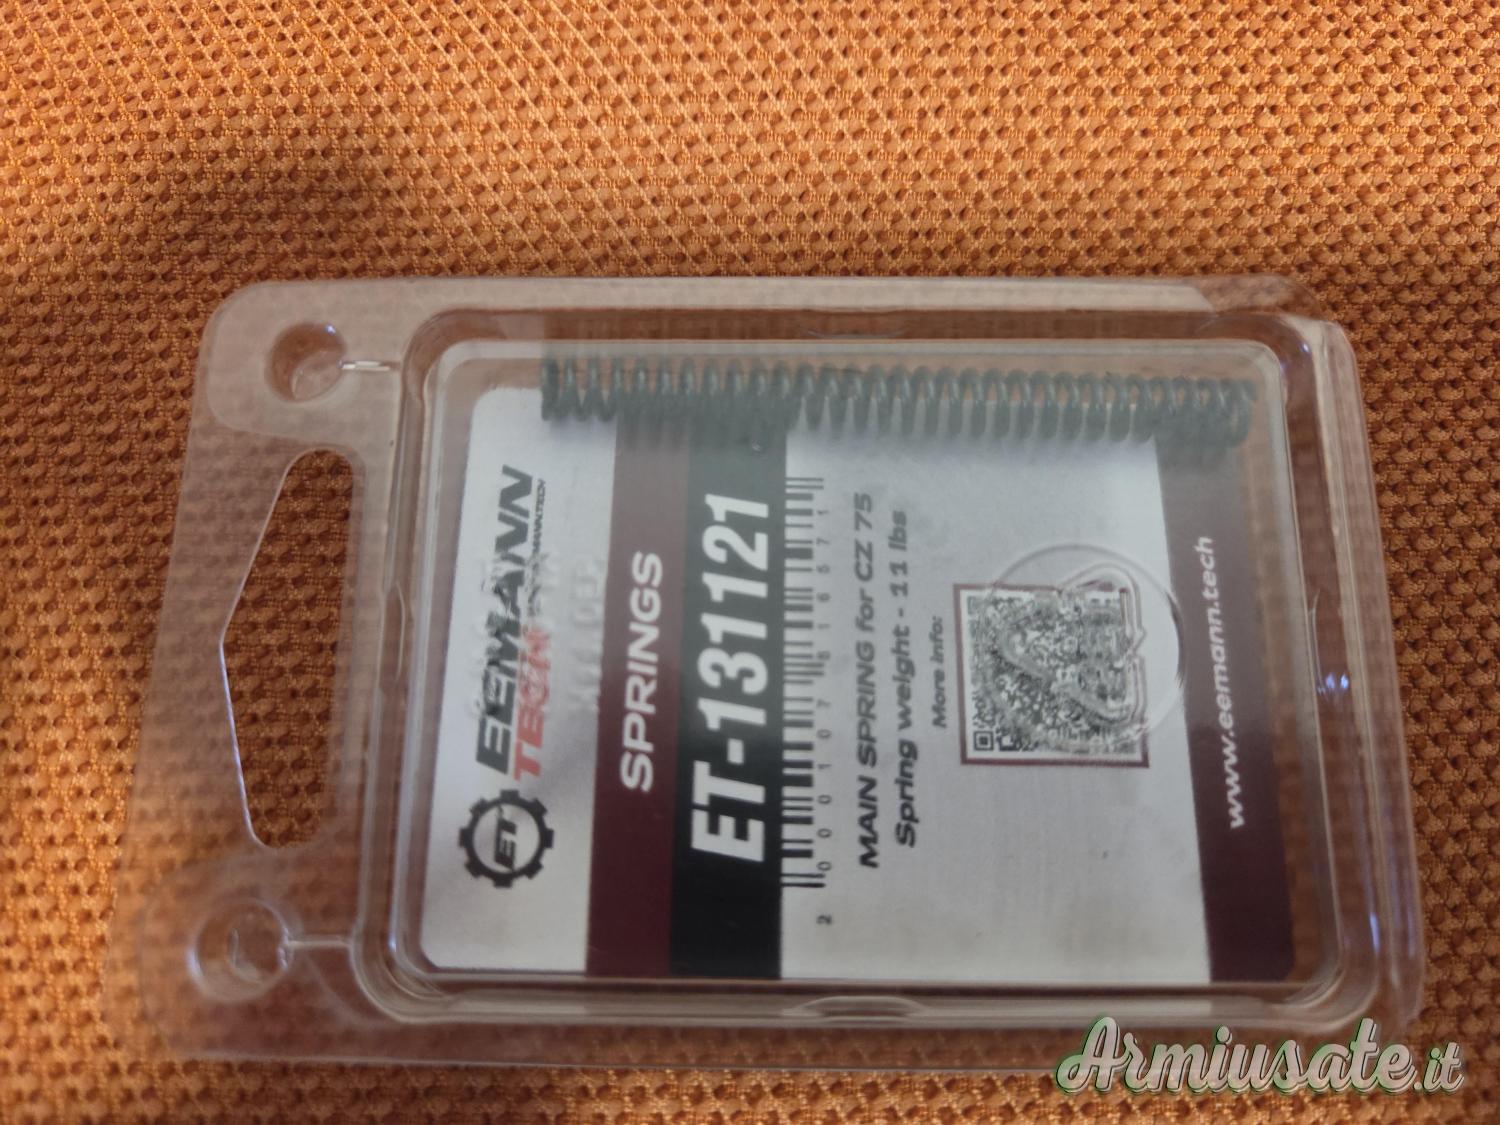 EEMANN
TECH
ET
SPRINGS
ET-131121
MAIN SPRING for CZ 75
Spring weight - 11 lbs
More info:
www.eemann.tech
Armiusate.it